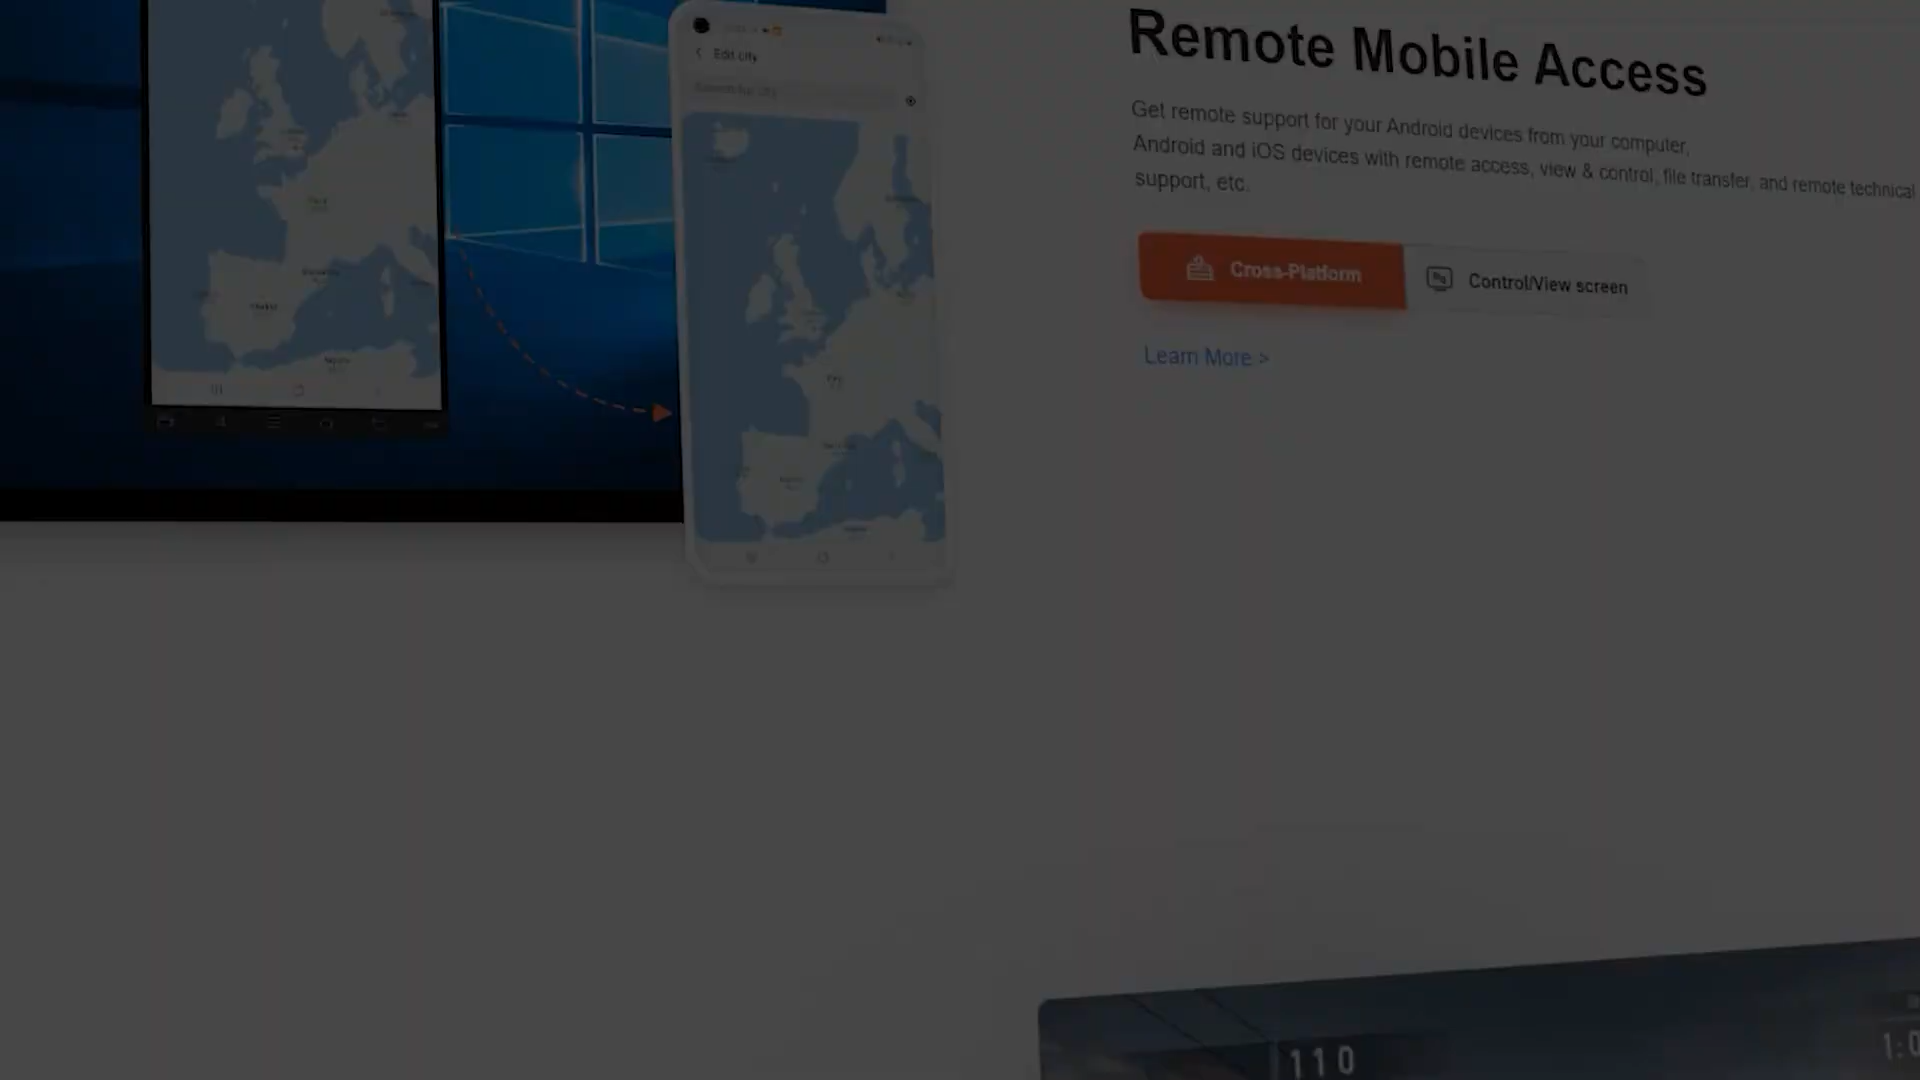 Edit city
Remote Mobile Access
Get remote support for your Android devices from your computer,
Android and iOS devices with remote access, view & control, file transfer, and remote technical
support, etc.
Cross-Platform
Control/View screen
Learn More >
110
1:0